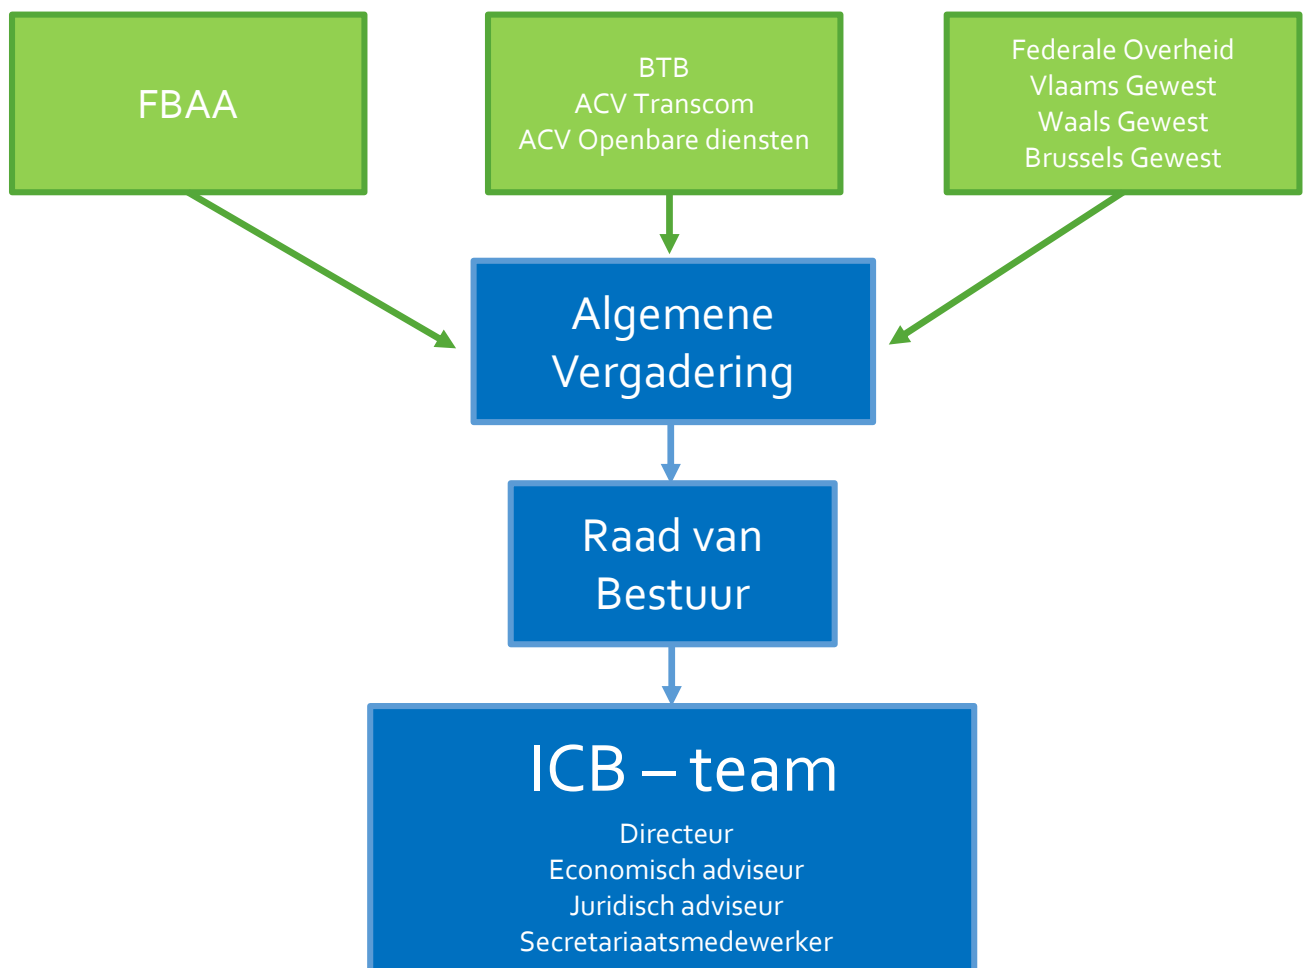 FBAA
BTB
ACV Transcom
ACV Openbare diensten
Federale Overheid
Vlaams Gewest
Waals Gewest
Brussels Gewest
Algemene
Vergadering
Raad van
Bestuur
ICB – team
Directeur
Economisch adviseur
Juridisch adviseur
Secretariaatsmedewerker